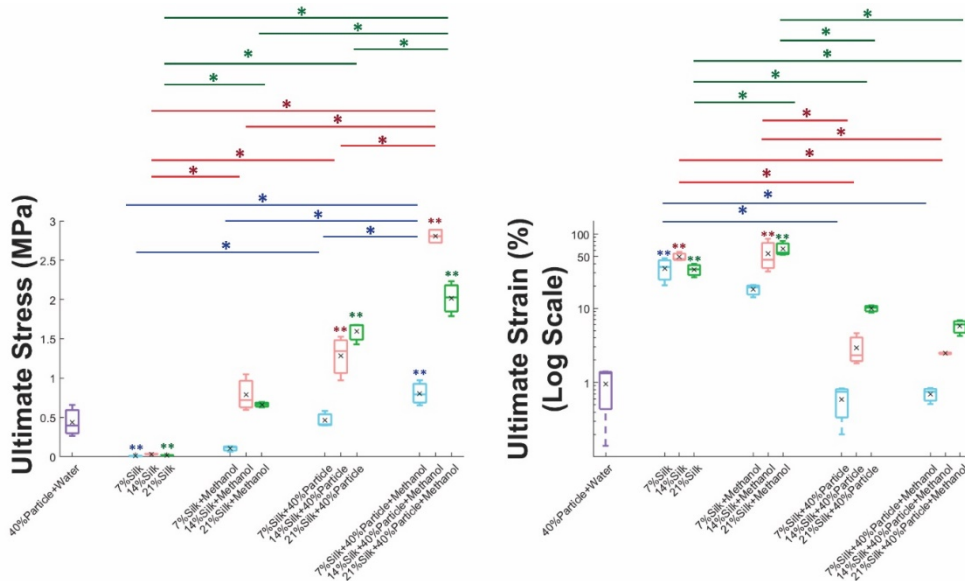 * * * * *
* * * * *
* * * *
Ultimate Stress (MPa)
3
2.5
2
1.5
1
0.5
0
** ** ** ** ** ** **
40%Particle+Water
7%Silk
14%Silk
21%Silk
7%Silk+Methanol
14%Silk+Methanol
21%Silk+Methanol
7%Silk+40%Particle
14%Silk+40%Particle
21%Silk+40%Particle
7%Silk+40%Particle+Methanol
14%Silk+40%Particle+Methanol
21%Silk+40%Particle+Methanol
* * * * *
* * * *
* *
Ultimate Strain (%)
(Log Scale)
100
50
10
1
** ** ** ** **
40%Particle+Water
7%Silk
14%Silk
21%Silk
7%Silk+Methanol
14%Silk+Methanol
21%Silk+Methanol
7%Silk+40%Particle
14%Silk+40%Particle
21%Silk+40%Particle
7%Silk+40%Particle+Methanol
14%Silk+40%Particle+Methanol
21%Silk+40%Particle+Methanol